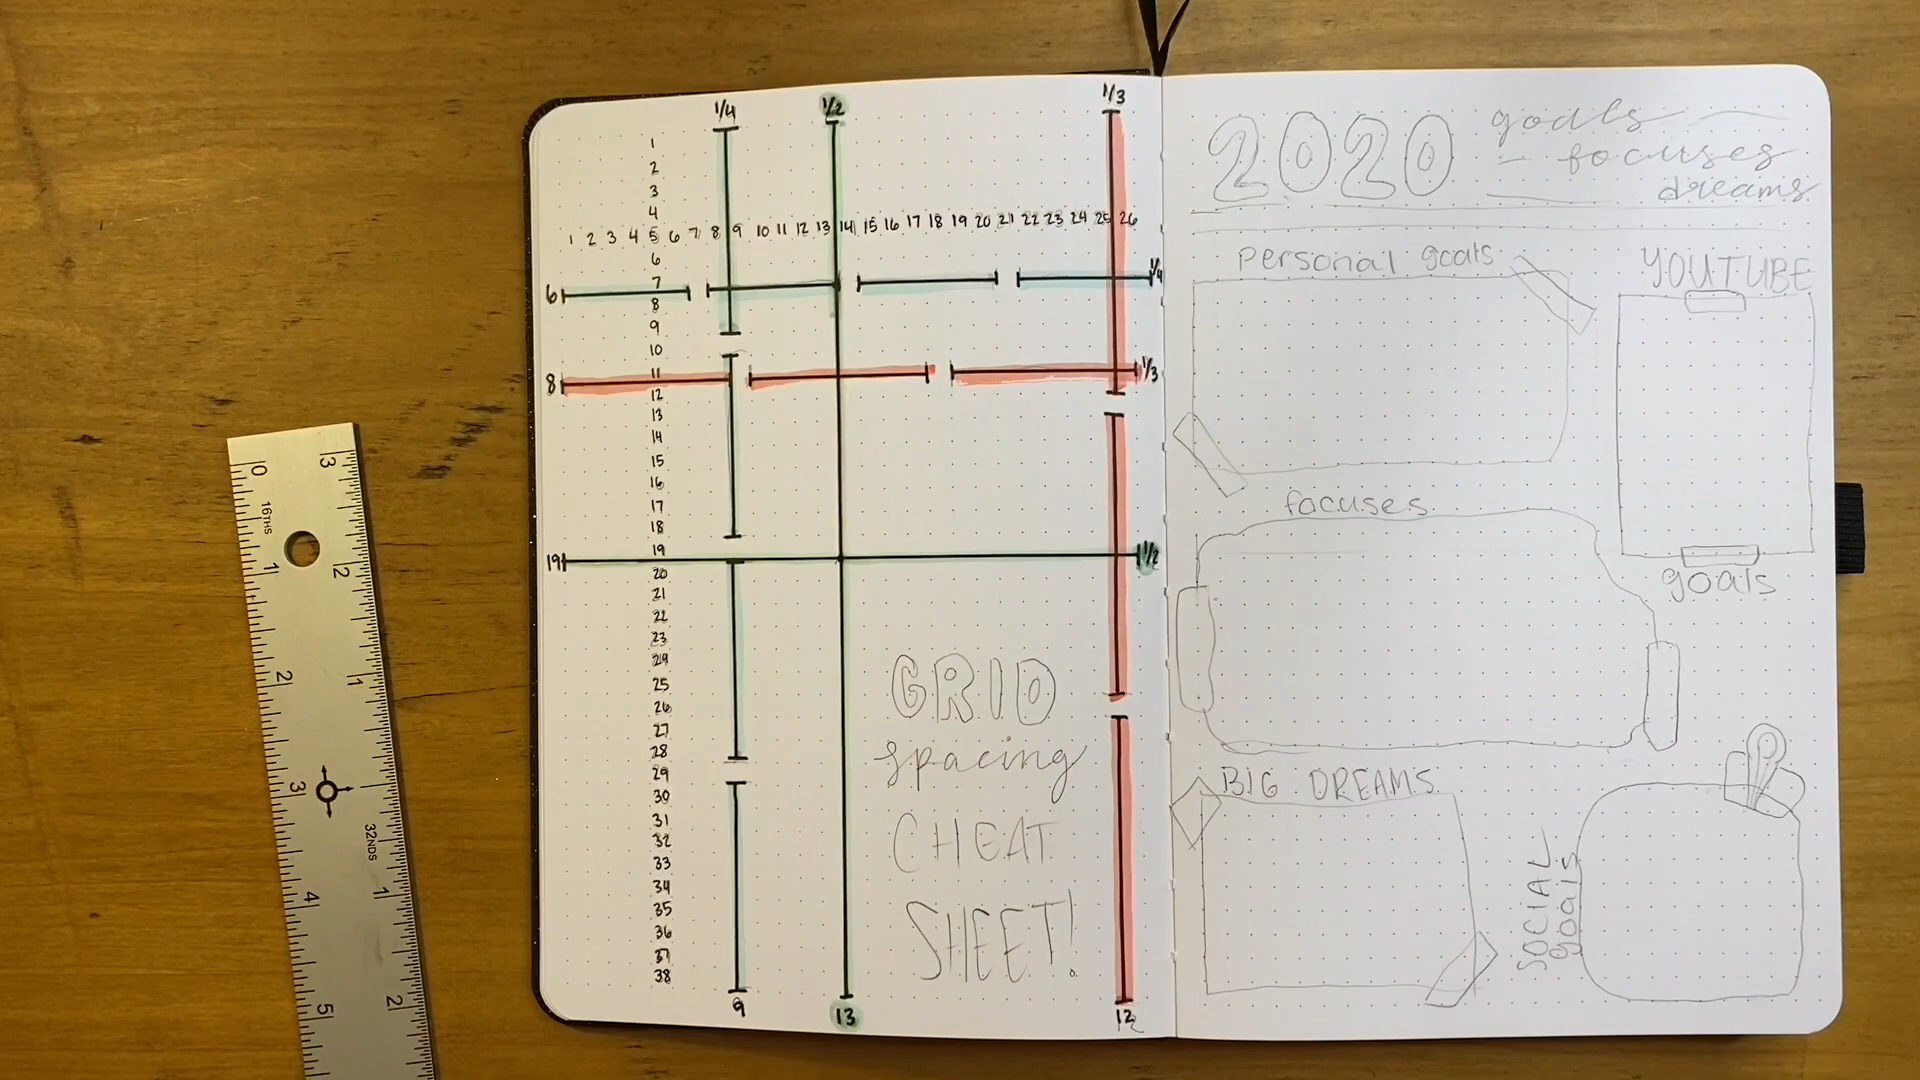 1/4 1/2 1/3
1
2
3
4
1 2 3 4 5 6 7 8 9 10 11 12 13 14 15 16 17 18 19 20 21 22 23 24 25 26
6
7
8
9
10
11
12
13
14
15
16
17
18
19
20
21
22
23
24
25
26
27
28
29
30
31
32
33
34
35
36
37
38
6 1/4
8 1/3
19 1/2
9 13 12
GRID
spacing
CHEAT
SHEET!
2020 goals
focuses
dreams
personal goals
YOUTUBE
goals
focuses
BIG DREAMS
SOCIAL
goals
0 3
16THS
1 2
2 1
3
32NDS
4 1
5 2